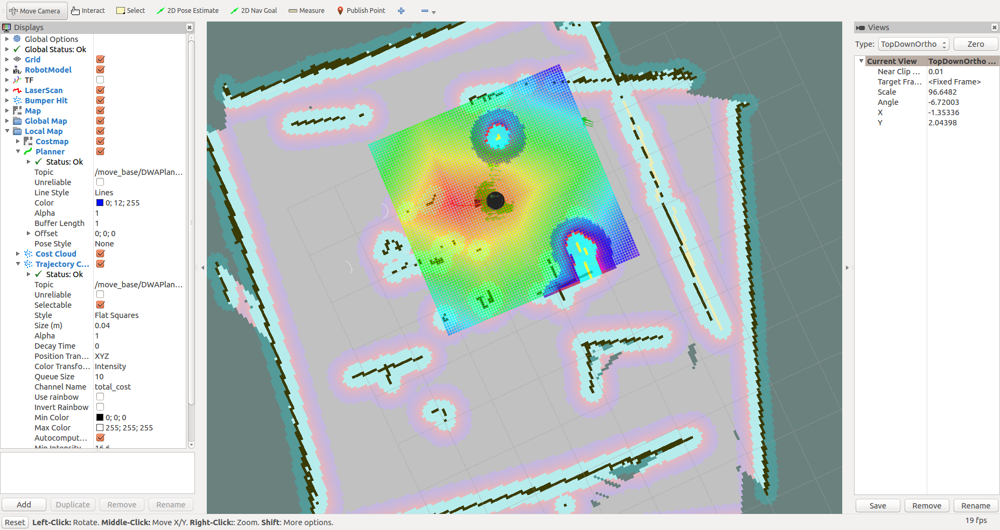 Move Camera Interact Select 2D Pose Estimate 2D Nav Goal Measure Publish Point
Displays
Global Options
Global Status: Ok
Grid
RobotModel
TF
LaserScan
Bumper Hit
Map
Global Map
Local Map
Costmap
Planner
Status: Ok
Topic /move_base/DWAPlan...
Unreliable
Line Style Lines
Color 0; 12; 255
Alpha 1
Buffer Length 1
Offset 0; 0; 0
Pose Style None
Cost Cloud
Trajectory C...
Status: Ok
Topic /move_base/DWAPlan...
Unreliable
Selectable
Style Flat Squares
Size (m) 0.04
Alpha 1
Decay Time 0
Position Tran... XYZ
Color Transfo... Intensity
Queue Size 10
Channel Name total_cost
Use rainbow
Invert Rainbow
Min Color 0; 0; 0
Max Color 255; 255; 255
Autocomput...
Min Intensity 16.6
Add Duplicate Remove Rename
Reset Left-Click: Rotate. Middle-Click: Move X/Y. Right-Click:: Zoom. Shift: More options.
Views
Type: TopDownOrtho Zero
Current View TopDownOrtho ...
Near Clip ... 0.01
Target Fra... <Fixed Frame>
Scale 96.6482
Angle -6.72003
X -1.35336
Y 2.04398
Save Remove Rename
19 fps